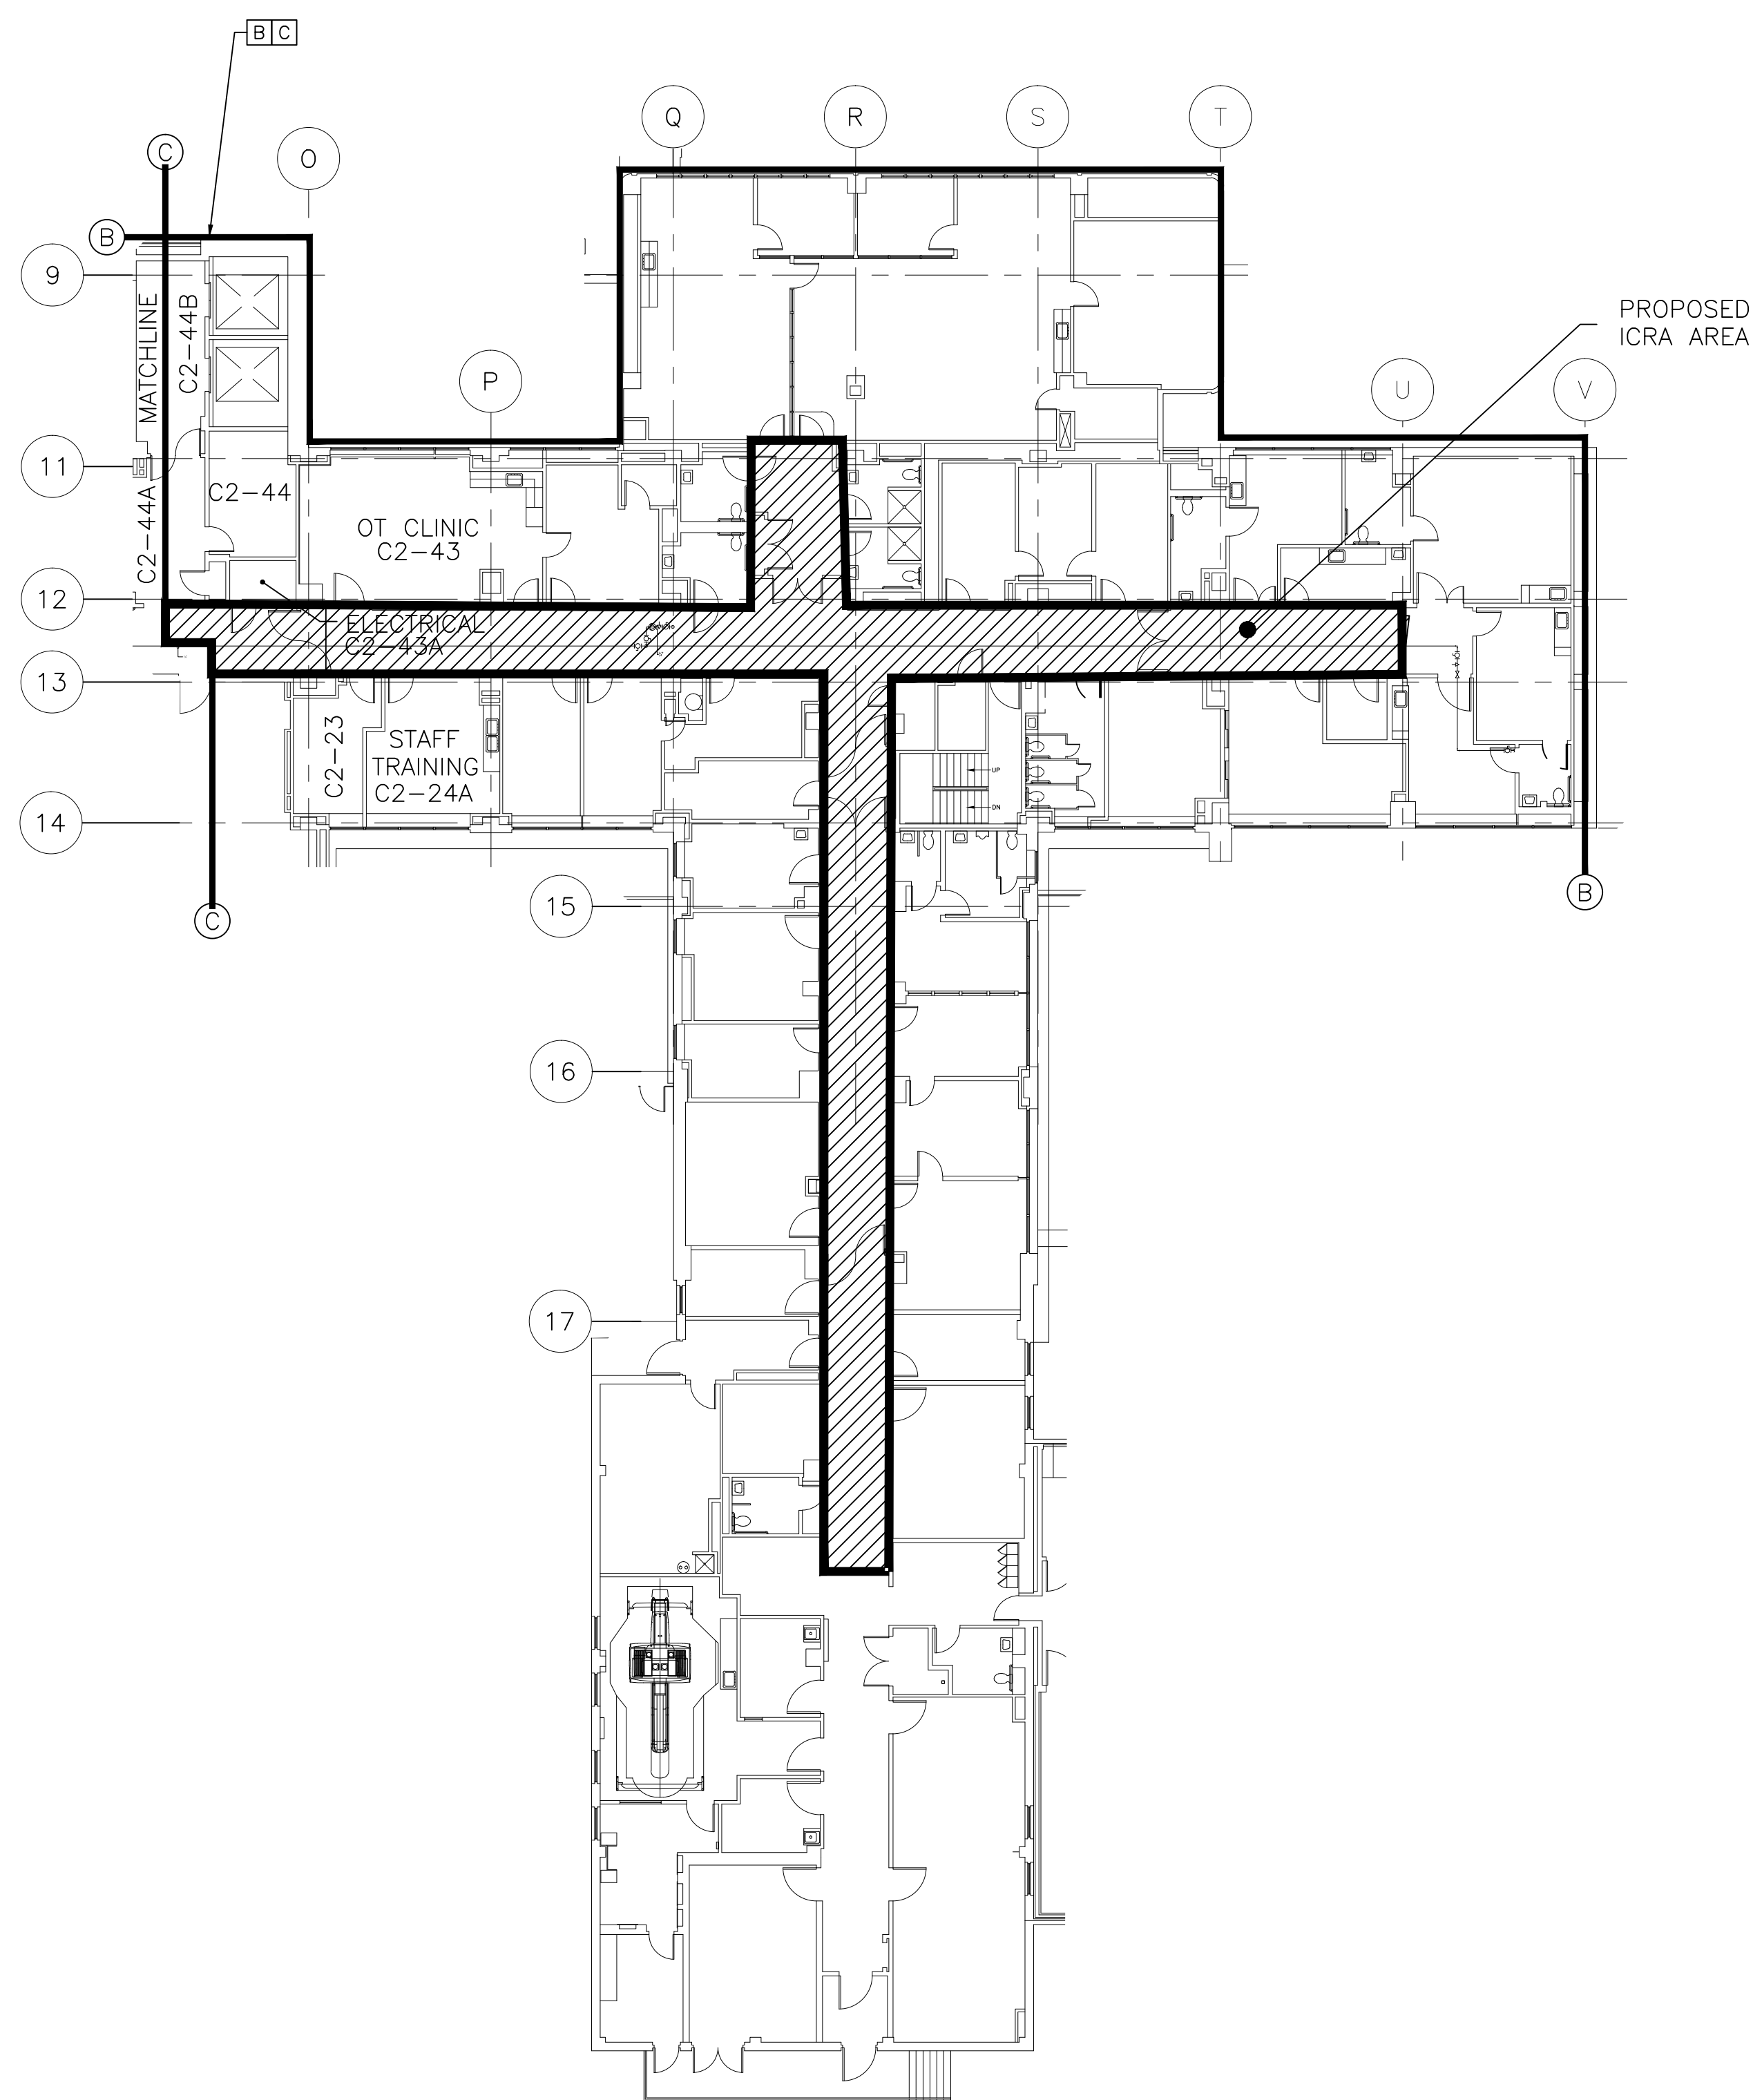 B C
C
O
Q
R
S
T
B
9
MATCHLINE
C2-44B
PROPOSED
ICRA AREA
P
U
V
11
C2-44A
C2-44
OT CLINIC
C2-43
12
ELECTRICAL
C2-43A
13
C2-23
STAFF
TRAINING
C2-24A
UP
DN
14
C
15
B
16
17